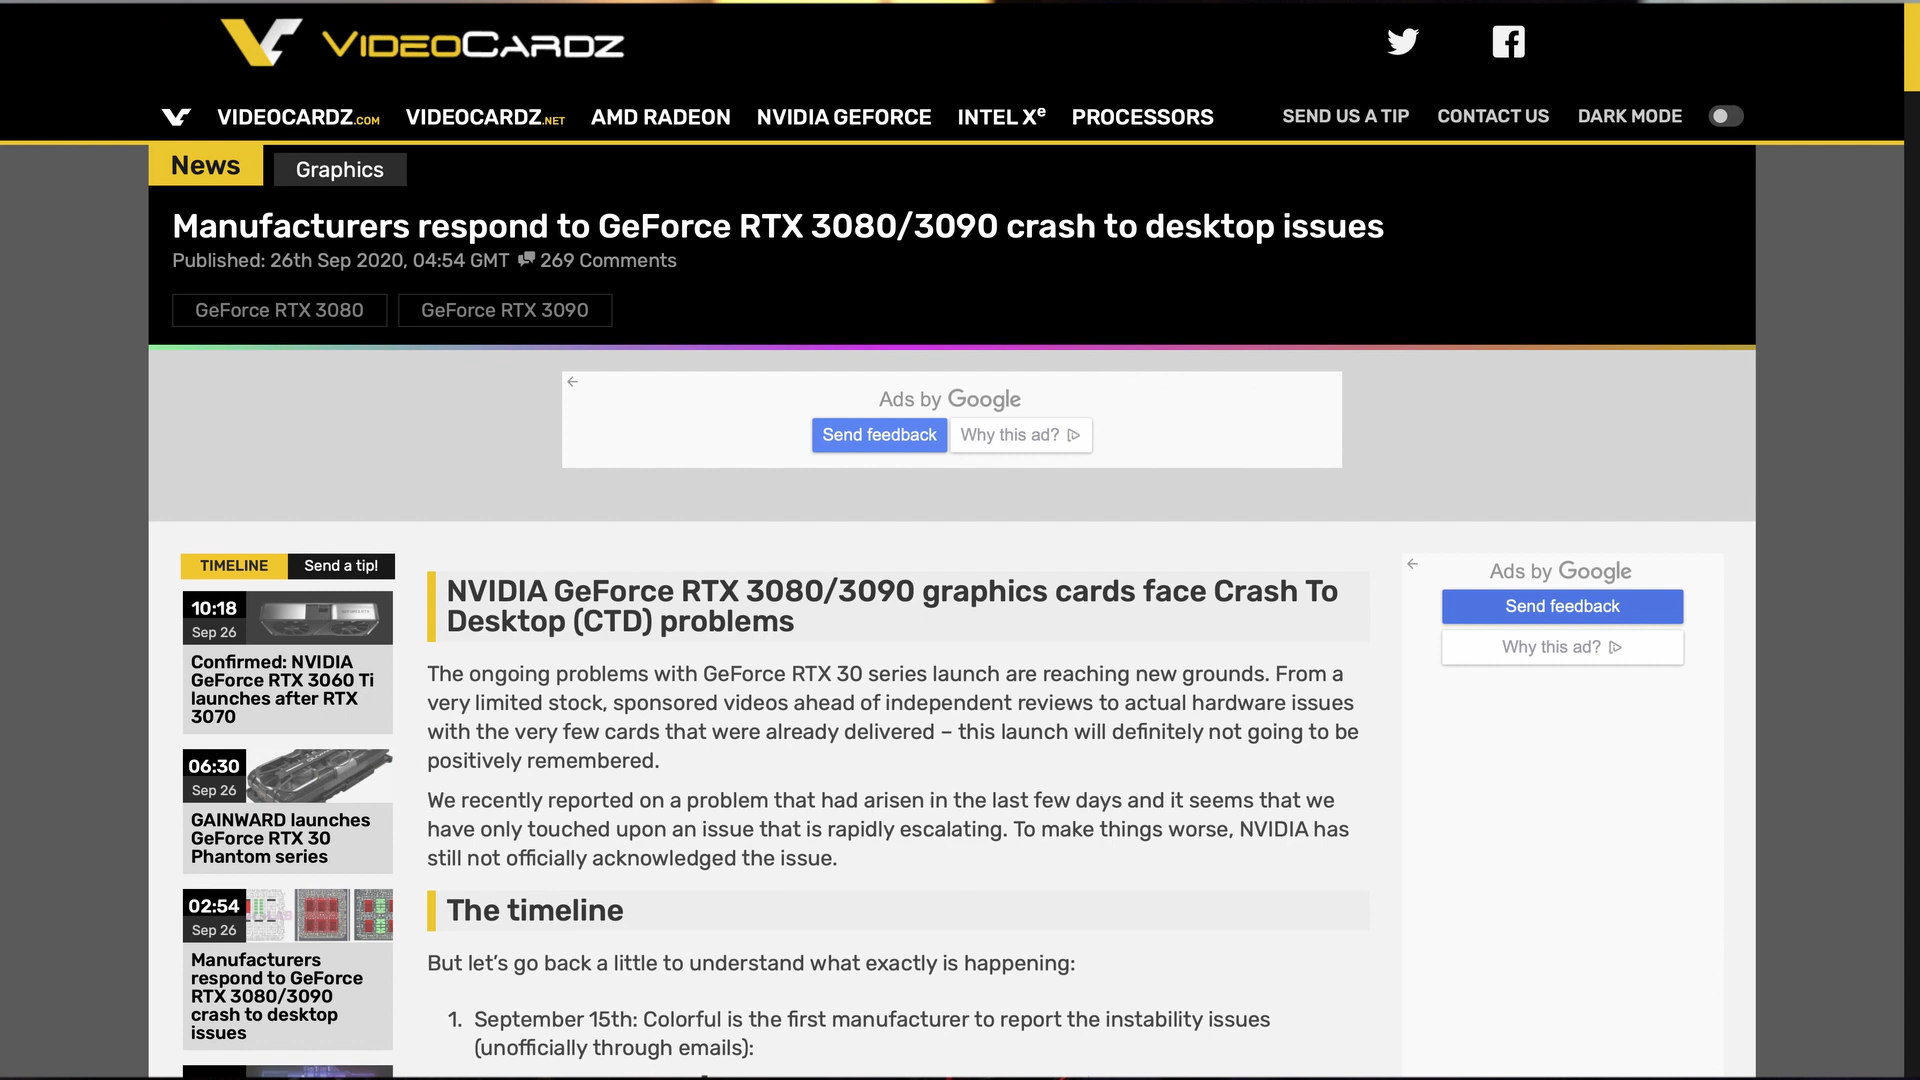 VIDEOCARDZ
VIDEOCARDZ.COM VIDEOCARDZ.NET AMD RADEON NVIDIA GEFORCE INTEL Xe PROCESSORS SEND US A TIP CONTACT US DARK MODE
News Graphics
Manufacturers respond to GeForce RTX 3080/3090 crash to desktop issues
Published: 26th Sep 2020, 04:54 GMT 269 Comments
GeForce RTX 3080 GeForce RTX 3090
Ads by Google
Send feedback Why this ad?
TIMELINE Send a tip!
10:18
Sep 26
Confirmed: NVIDIA
GeForce RTX 3060 Ti
launches after RTX
3070
06:30
Sep 26
GAINWARD launches
GeForce RTX 30
Phantom series
02:54
Sep 26
Manufacturers
respond to GeForce
RTX 3080/3090
crash to desktop
issues
NVIDIA GeForce RTX 3080/3090 graphics cards face Crash To
Desktop (CTD) problems
The ongoing problems with GeForce RTX 30 series launch are reaching new grounds. From a
very limited stock, sponsored videos ahead of independent reviews to actual hardware issues
with the very few cards that were already delivered – this launch will definitely not going to be
positively remembered.
We recently reported on a problem that had arisen in the last few days and it seems that we
have only touched upon an issue that is rapidly escalating. To make things worse, NVIDIA has
still not officially acknowledged the issue.
The timeline
But let’s go back a little to understand what exactly is happening:
1. September 15th: Colorful is the first manufacturer to report the instability issues
(unofficially through emails):
Ads by Google
Send feedback
Why this ad?